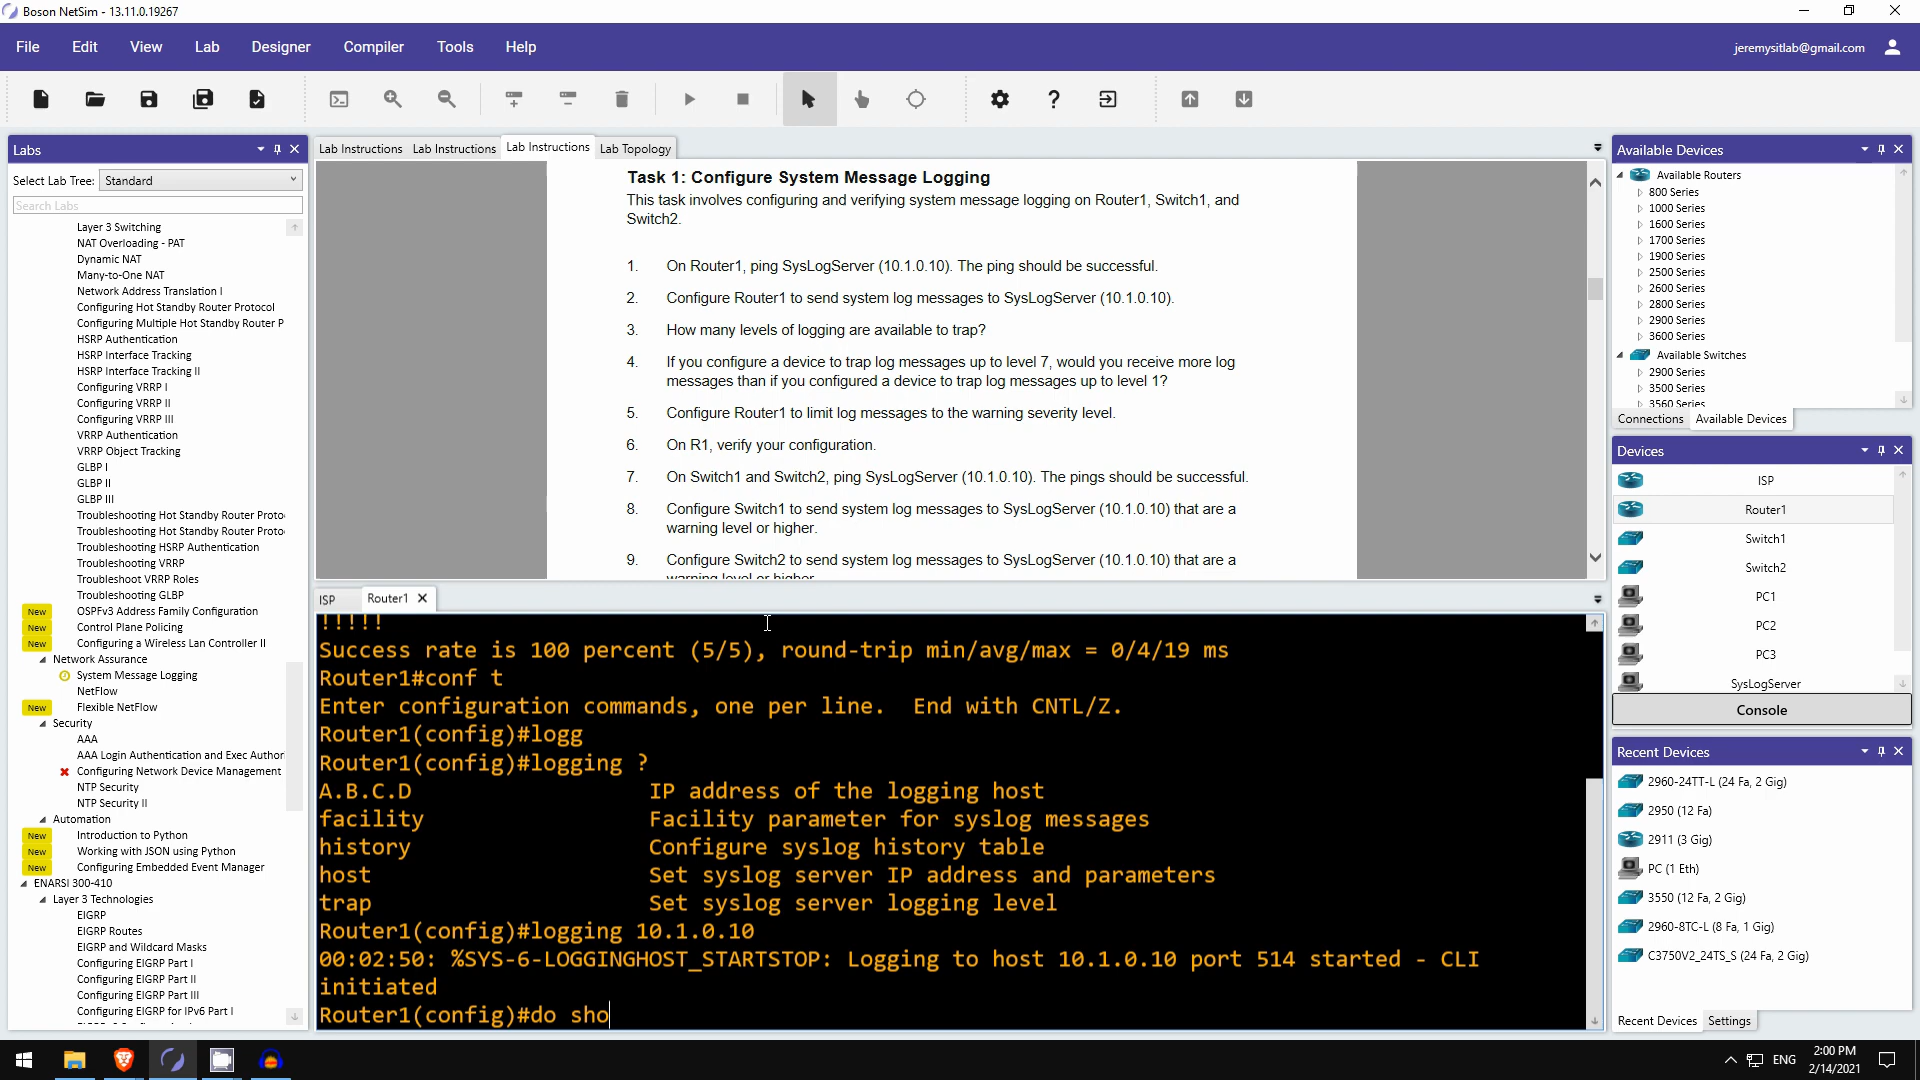 Boson NetSim - 13.11.0.19267
File Edit View Lab Designer Compiler Tools Help
jeremysitlab@gmail.com
Labs
Select Lab Tree: Standard
Search Labs
Layer 3 Switching
NAT Overloading - PAT
Dynamic NAT
Many-to-One NAT
Network Address Translation I
Configuring Hot Standby Router Protocol
Configuring Multiple Hot Standby Router P
HSRP Authentication
HSRP Interface Tracking
HSRP Interface Tracking II
Configuring VRRP I
Configuring VRRP II
Configuring VRRP III
VRRP Authentication
VRRP Object Tracking
GLBP I
GLBP II
GLBP III
Troubleshooting Hot Standby Router Proto
Troubleshooting Hot Standby Router Proto
Troubleshooting HSRP Authentication
Troubleshooting VRRP
Troubleshoot VRRP Roles
Troubleshooting GLBP
New OSPFv3 Address Family Configuration
New Control Plane Policing
New Configuring a Wireless Lan Controller II
Network Assurance
System Message Logging
NetFlow
New Flexible NetFlow
Security
AAA
AAA Login Authentication and Exec Author
Configuring Network Device Management
NTP Security
NTP Security II
Automation
New Introduction to Python
New Working with JSON using Python
New Configuring Embedded Event Manager
ENARSI 300-410
Layer 3 Technologies
EIGRP
EIGRP Routes
EIGRP and Wildcard Masks
Configuring EIGRP Part I
Configuring EIGRP Part II
Configuring EIGRP Part III
Configuring EIGRP for IPv6 Part I
Lab Instructions Lab Instructions Lab Instructions Lab Topology
Task 1: Configure System Message Logging
This task involves configuring and verifying system message logging on Router1, Switch1, and
Switch2.
1. On Router1, ping SysLogServer (10.1.0.10). The ping should be successful.
2. Configure Router1 to send system log messages to SysLogServer (10.1.0.10).
3. How many levels of logging are available to trap?
4. If you configure a device to trap log messages up to level 7, would you receive more log
messages than if you configured a device to trap log messages up to level 1?
5. Configure Router1 to limit log messages to the warning severity level.
6. On R1, verify your configuration.
7. On Switch1 and Switch2, ping SysLogServer (10.1.0.10). The pings should be successful.
8. Configure Switch1 to send system log messages to SysLogServer (10.1.0.10) that are a
warning level or higher.
9. Configure Switch2 to send system log messages to SysLogServer (10.1.0.10) that are a
warning level or higher
ISP Router1
!!!!!
Success rate is 100 percent (5/5), round-trip min/avg/max = 0/4/19 ms
Router1#conf t
Enter configuration commands, one per line. End with CNTL/Z.
Router1(config)#logg
Router1(config)#logging ?
A.B.C.D IP address of the logging host
facility Facility parameter for syslog messages
history Configure syslog history table
host Set syslog server IP address and parameters
trap Set syslog server logging level
Router1(config)#logging 10.1.0.10
00:02:50: %SYS-6-LOGGINGHOST_STARTSTOP: Logging to host 10.1.0.10 port 514 started - CLI
initiated
Router1(config)#do sho
Available Devices
Available Routers
800 Series
1000 Series
1600 Series
1700 Series
1900 Series
2500 Series
2600 Series
2800 Series
2900 Series
3600 Series
Available Switches
2900 Series
3500 Series
3560 Series
Connections Available Devices
Devices
ISP
Router1
Switch1
Switch2
PC1
PC2
PC3
SysLogServer
Console
Recent Devices
2960-24TT-L (24 Fa, 2 Gig)
2950 (12 Fa)
2911 (3 Gig)
PC (1 Eth)
3550 (12 Fa, 2 Gig)
2960-8TC-L (8 Fa, 1 Gig)
C3750V2_24TS_S (24 Fa, 2 Gig)
Recent Devices Settings
ENG
2:00 PM
2/14/2021